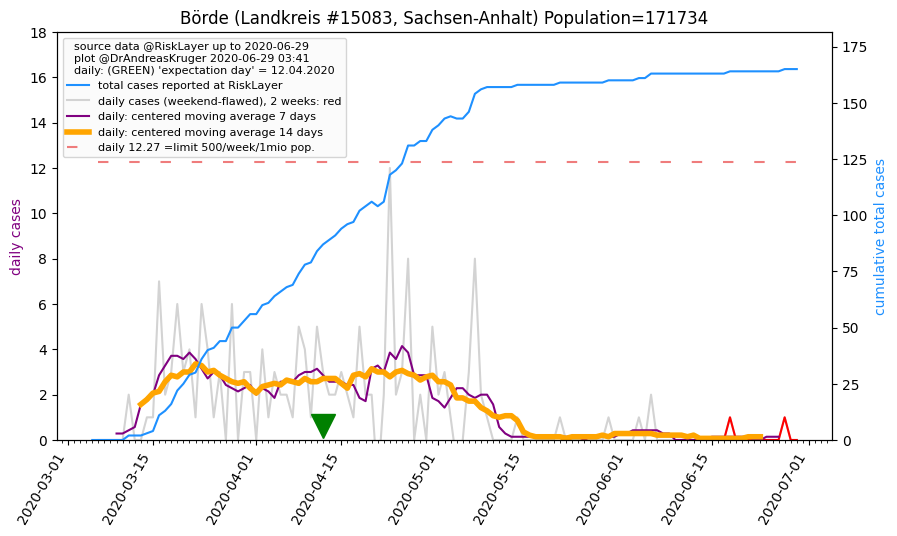 Börde (Landkreis #15083, Sachsen-Anhalt) Population=171734
source data @RiskLayer up to 2020-06-29
plot @DrAndreasKruger 2020-06-29 03:41
daily: (GREEN) 'expectation day' = 12.04.2020
total cases reported at RiskLayer
daily cases (weekend-flawed), 2 weeks: red
daily: centered moving average 7 days
daily: centered moving average 14 days
daily 12.27 =limit 500/week/1mio pop.
daily cases
18
16
14
12
10
8
6
4
2
0
cumulative total cases
175
150
125
100
75
50
25
0
2020-03-01
2020-03-15
2020-04-01
2020-04-15
2020-05-01
2020-05-15
2020-06-01
2020-06-15
2020-07-01